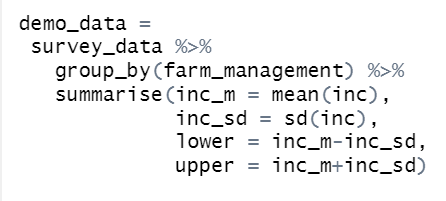 demo_data =
survey_data %>%
group_by(farm_management) %>%
summarise(inc_m = mean(inc),
inc_sd = sd(inc),
lower = inc_m-inc_sd,
upper = inc_m+inc_sd)